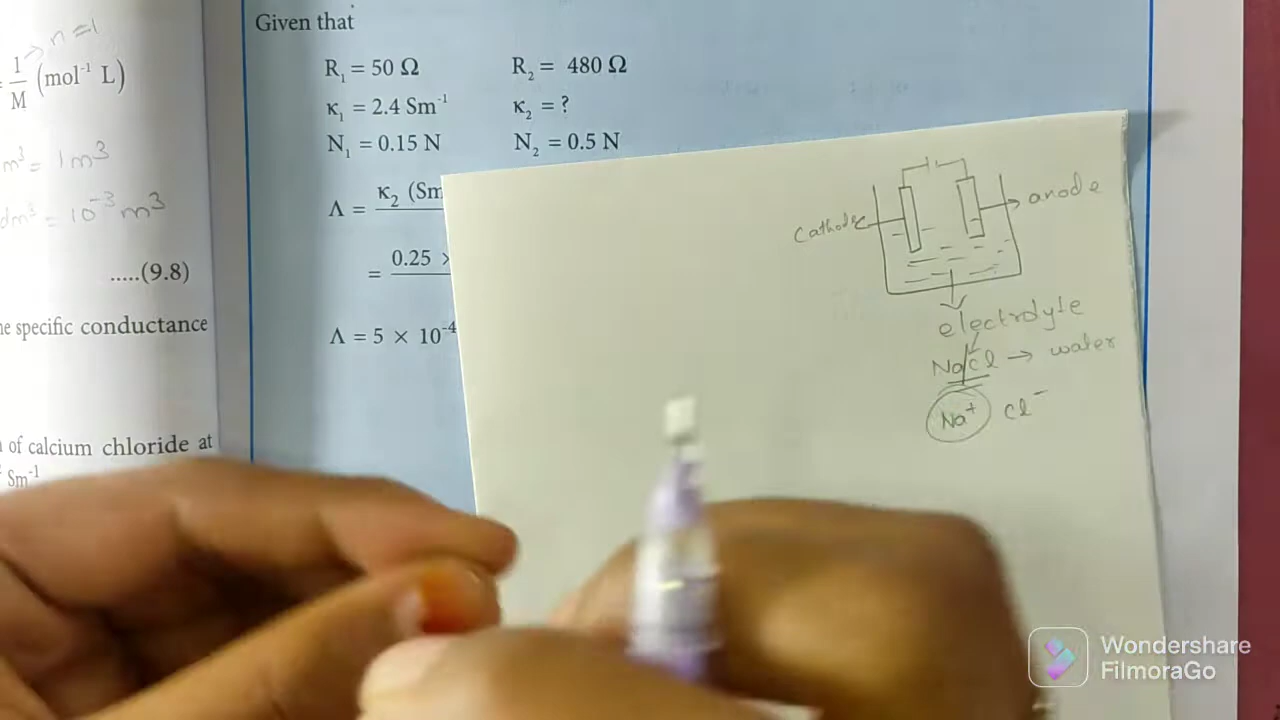 → n = 1
= 1/M (mol⁻¹ L)
m³ = 1m³
dm³ = 10⁻³ m³
.....(9.8)
he specific conductance
n of calcium chloride at
Sm⁻¹
Given that
R₁ = 50 Ω R₂ = 480 Ω
κ₁ = 2.4 Sm⁻¹ κ₂ = ?
N₁ = 0.15 N N₂ = 0.5 N
Λ = κ₂ (Sm
= 0.25 ×
Λ = 5 × 10⁻⁴
Cathode
anode
electrolyte
NaCl → water
Na⁺ Cl⁻
Wondershare
FilmoraGo